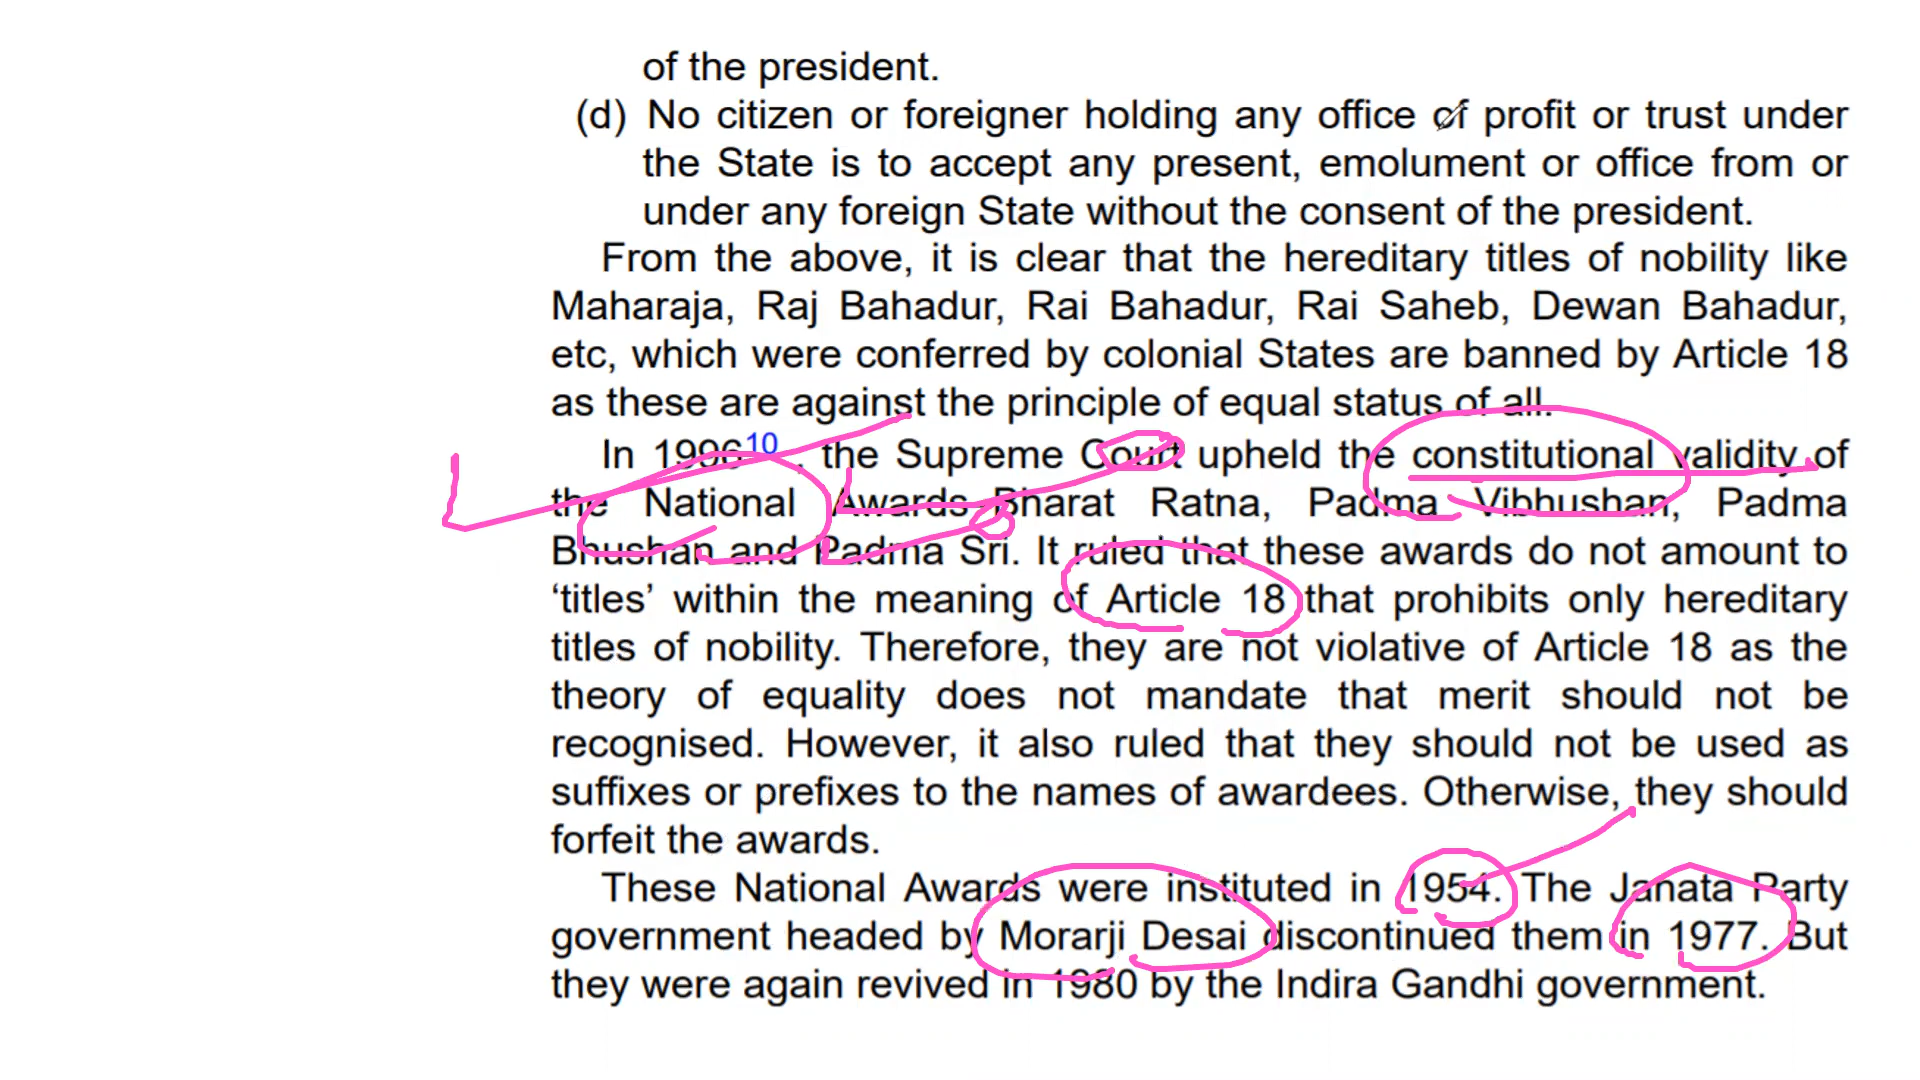 of the president.
(d) No citizen or foreigner holding any office of profit or trust under
the State is to accept any present, emolument or office from or
under any foreign State without the consent of the president.
From the above, it is clear that the hereditary titles of nobility like
Maharaja, Raj Bahadur, Rai Bahadur, Rai Saheb, Dewan Bahadur,
etc, which were conferred by colonial States are banned by Article 18
as these are against the principle of equal status of all.
In 1996¹⁰ , the Supreme Court upheld the constitutional validity of
the National Awards–Bharat Ratna, Padma Vibhushan, Padma
Bhushan and Padma Sri. It ruled that these awards do not amount to
‘titles’ within the meaning of Article 18 that prohibits only hereditary
titles of nobility. Therefore, they are not violative of Article 18 as the
theory of equality does not mandate that merit should not be
recognised. However, it also ruled that they should not be used as
suffixes or prefixes to the names of awardees. Otherwise, they should
forfeit the awards.
These National Awards were instituted in 1954. The Janata Party
government headed by Morarji Desai discontinued them in 1977. But
they were again revived in 1980 by the Indira Gandhi government.